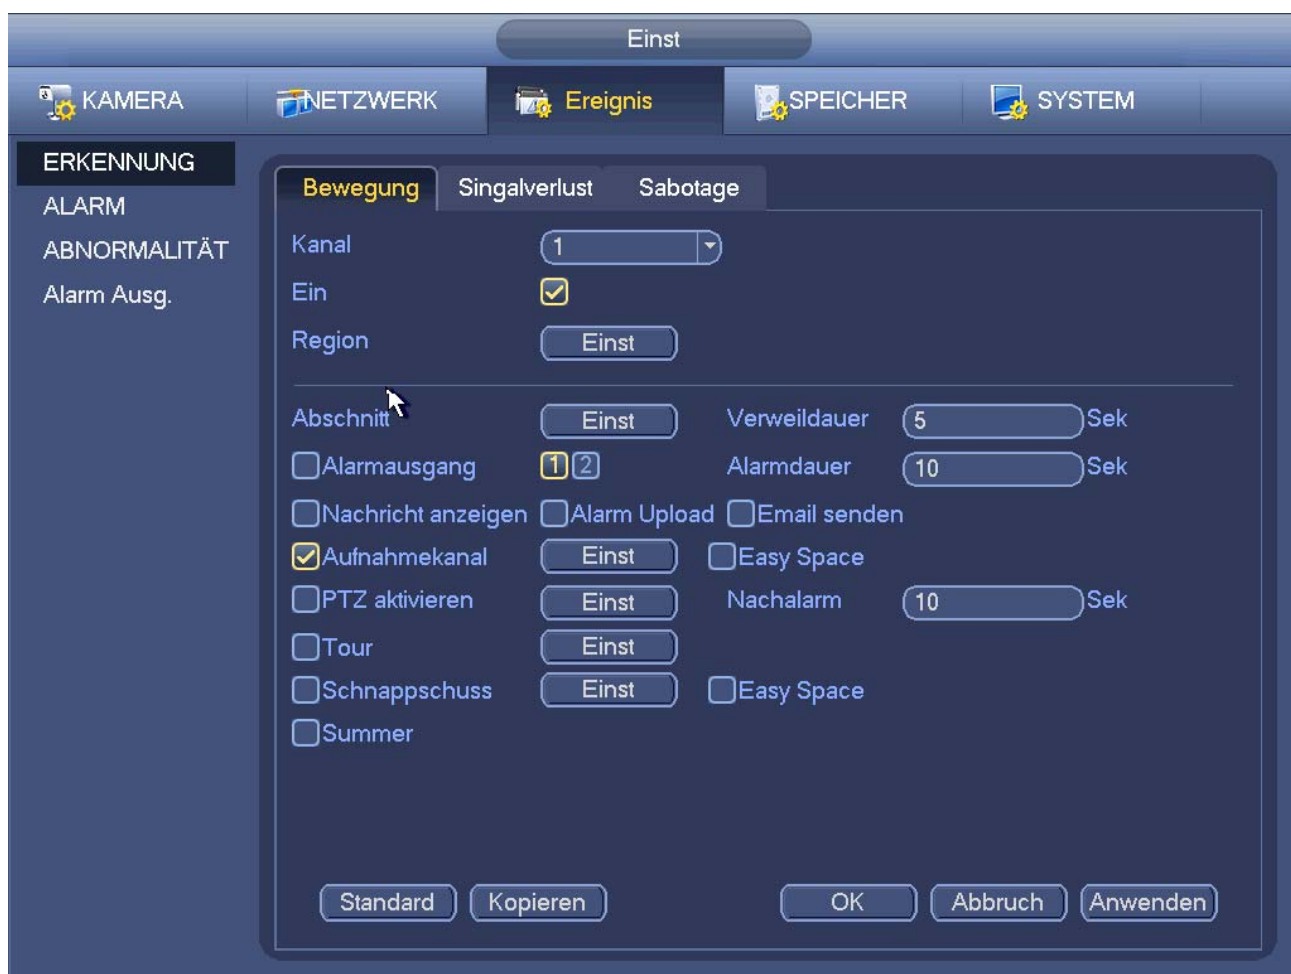 Einst
KAMERA NETZWERK Ereignis SPEICHER SYSTEM
ERKENNUNG
ALARM
ABNORMALITÄT
Alarm Ausg.
Bewegung Singalverlust Sabotage
Kanal 1
Ein
Region Einst
Abschnitt Einst Verweildauer 5 Sek
Alarmausgang 1 2 Alarmdauer 10 Sek
Nachricht anzeigen Alarm Upload Email senden
Aufnahmekanal Einst Easy Space
PTZ aktivieren Einst Nachalarm 10 Sek
Tour Einst
Schnappschuss Einst Easy Space
Summer
Standard Kopieren OK Abbruch Anwenden